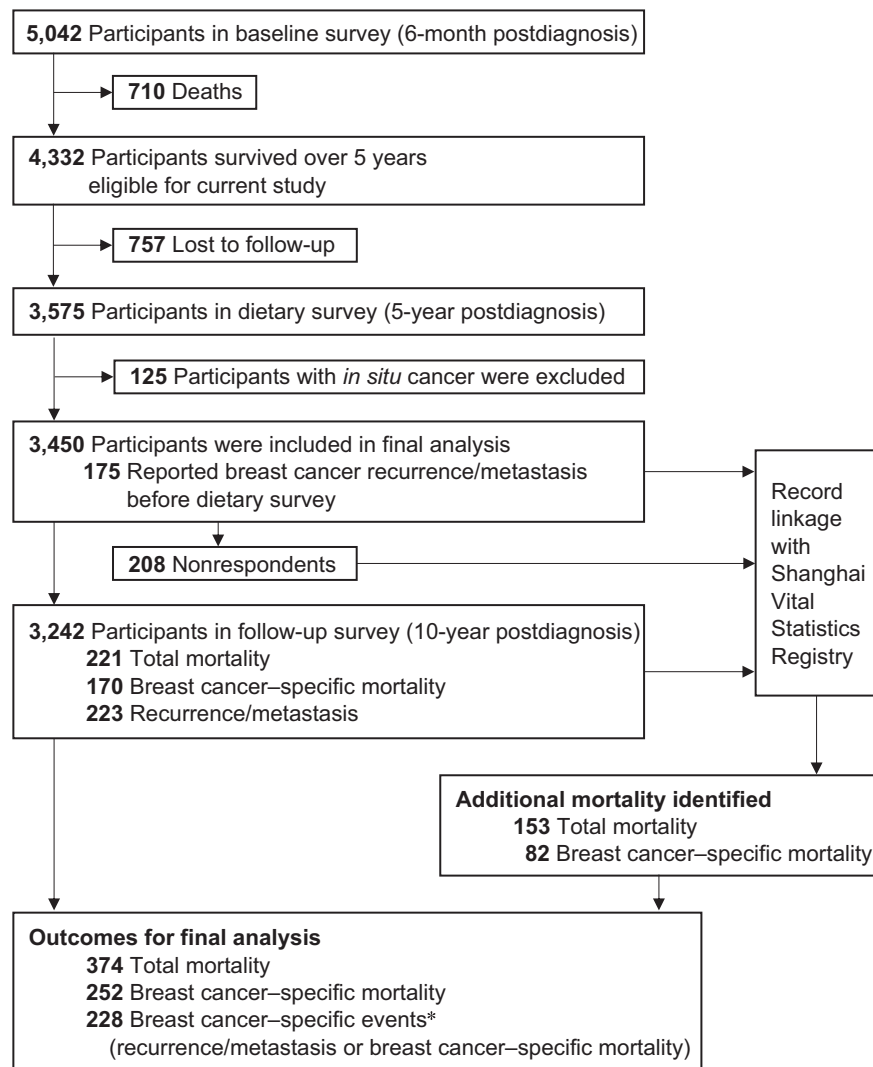 5,042 Participants in baseline survey (6-month postdiagnosis)
710 Deaths
4,332 Participants survived over 5 years
eligible for current study
757 Lost to follow-up
3,575 Participants in dietary survey (5-year postdiagnosis)
125 Participants with in situ cancer were excluded
3,450 Participants were included in final analysis
175 Reported breast cancer recurrence/metastasis
before dietary survey
208 Nonrespondents
Record
linkage
with
Shanghai
Vital
Statistics
Registry
3,242 Participants in follow-up survey (10-year postdiagnosis)
221 Total mortality
170 Breast cancer–specific mortality
223 Recurrence/metastasis
Additional mortality identified
153 Total mortality
82 Breast cancer–specific mortality
Outcomes for final analysis
374 Total mortality
252 Breast cancer–specific mortality
228 Breast cancer–specific events*
(recurrence/metastasis or breast cancer–specific mortality)